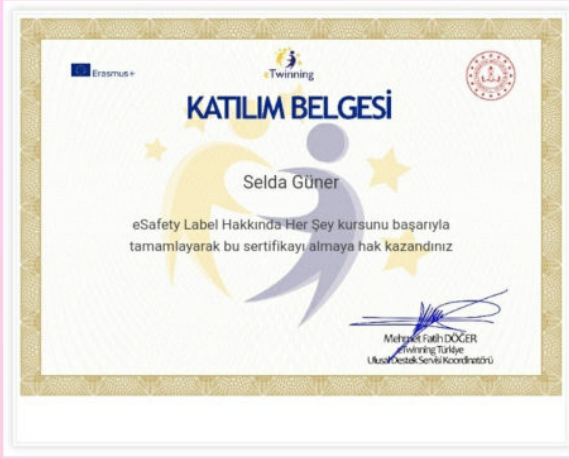 Erasmus+
eTwinning
KATILIM BELGESİ
Selda Güner
eSafety Label Hakkında Her Şey kursunu başarıyla
tamamlayarak bu sertifikayı almaya hak kazandınız
Mehmet Fatih DÖĞER
eTwinning Türkiye
Ulusal Destek Servisi Koordinatörü